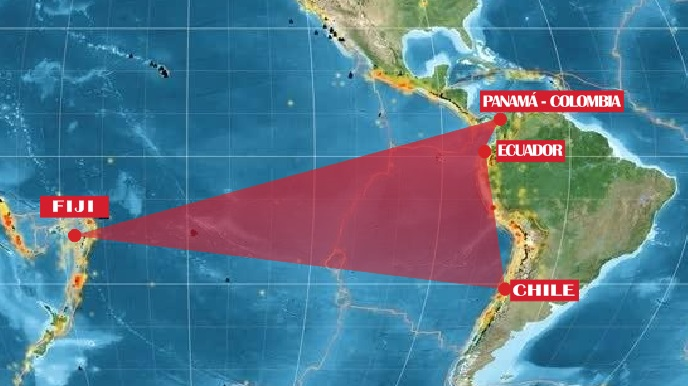 PANAMÁ - COLOMBIA
ECUADOR
FIJI
CHILE